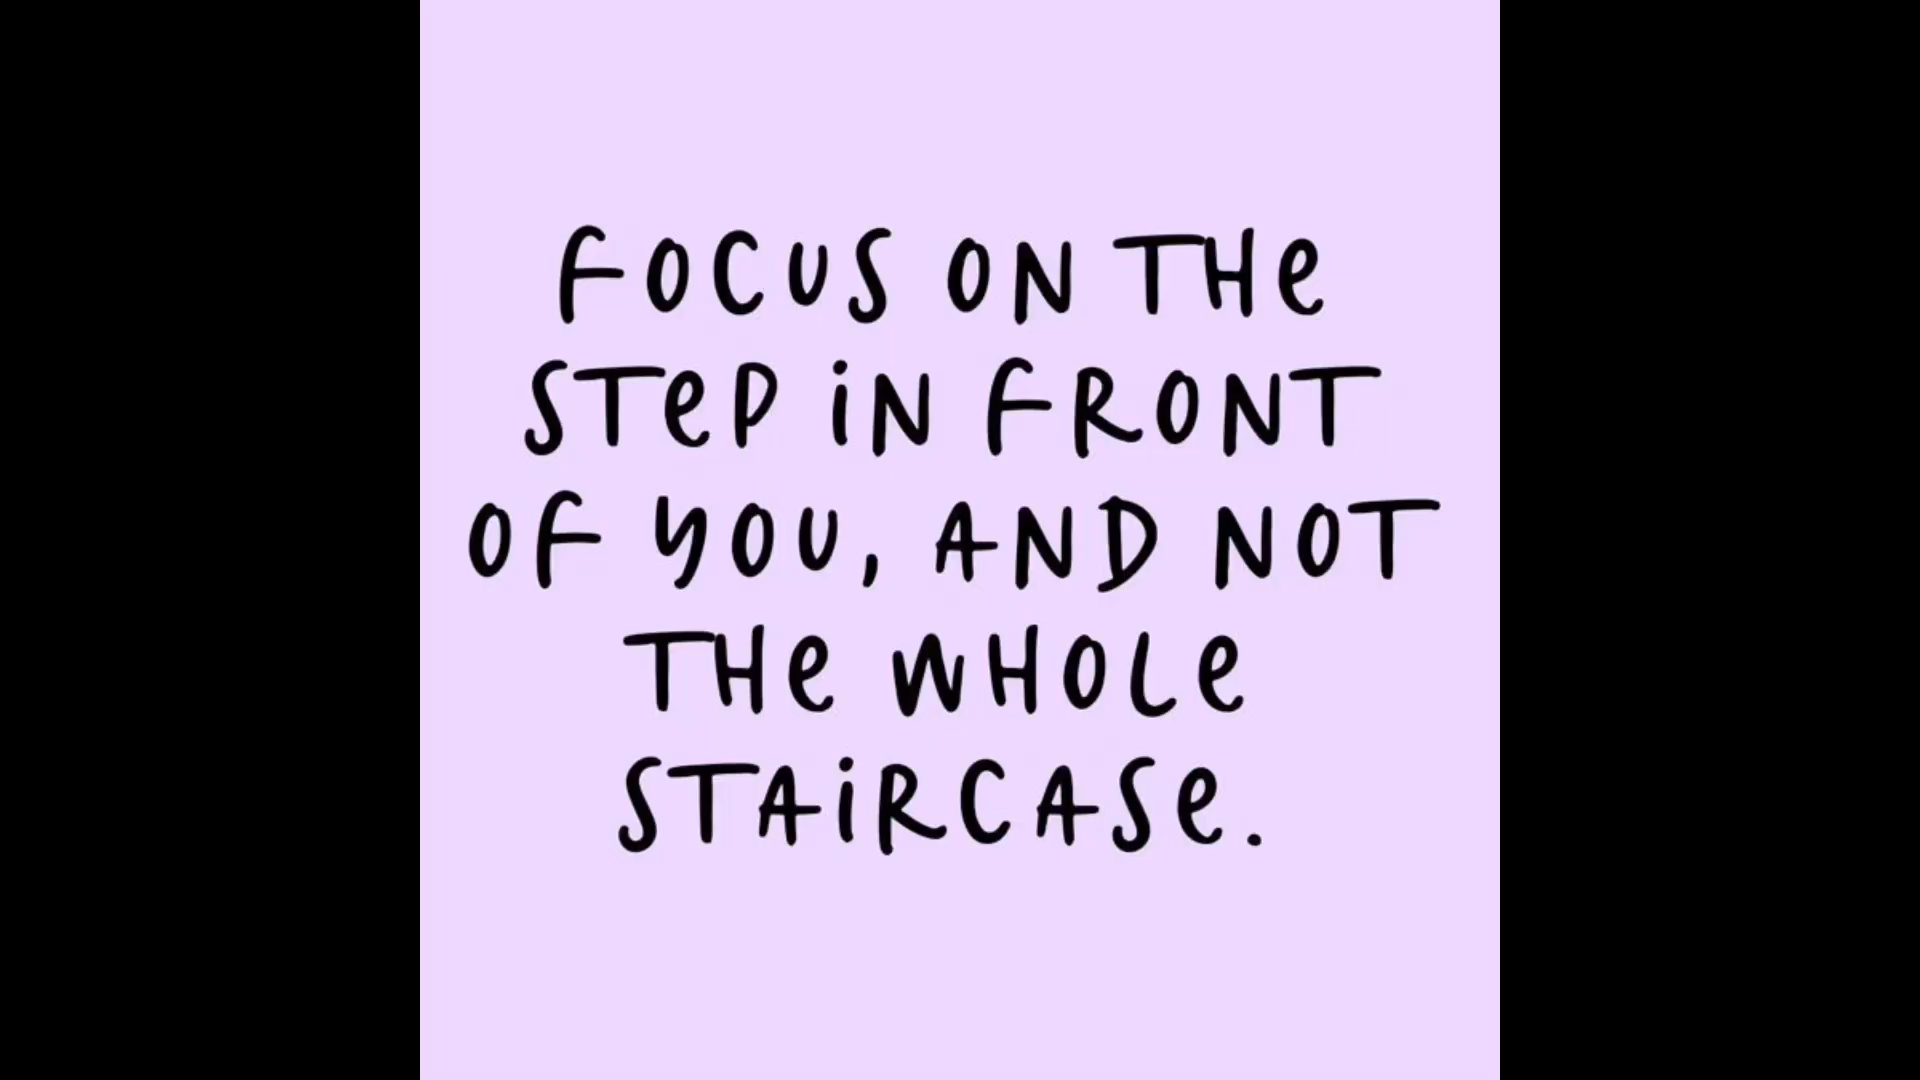 FOCUS ON THE
STEP IN FRONT
OF YOU, AND NOT
THE WHOLE
STAIRCASE.